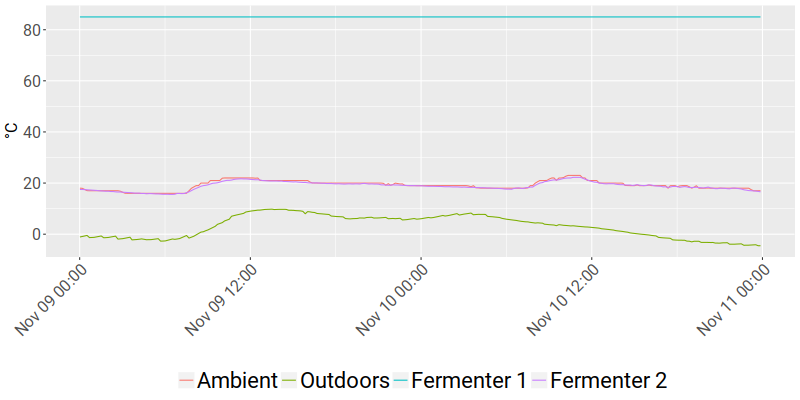 80
60
40
20
0
°C
Nov 09 00:00
Nov 09 12:00
Nov 10 00:00
Nov 10 12:00
Nov 11 00:00
Ambient Outdoors Fermenter 1 Fermenter 2